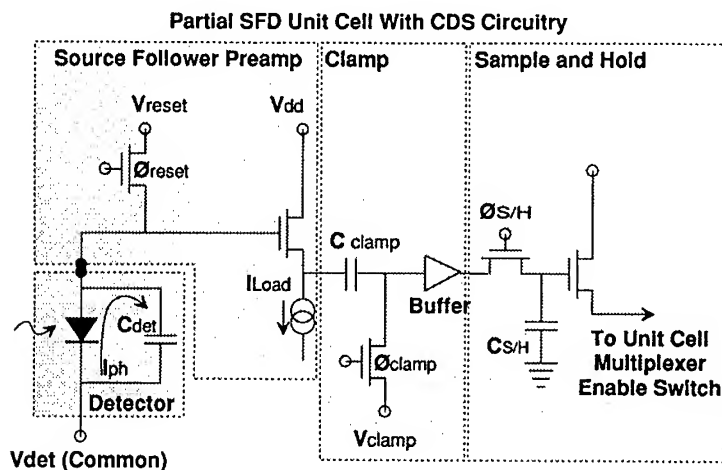 Partial SFD Unit Cell With CDS Circuitry
Source Follower Preamp
Clamp
Sample and Hold
Vreset
Vdd
Øreset
ØS/H
C clamp
ILoad
Buffer
Cdet
Iph
Øclamp
CS/H
To Unit Cell
Multiplexer
Enable Switch
Detector
Vclamp
Vdet (Common)